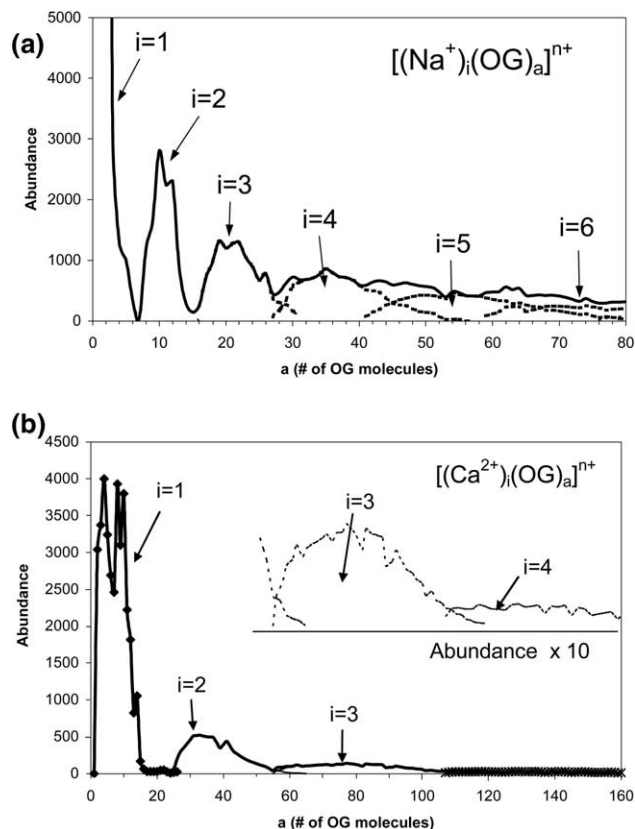 (a)
5000
4000
3000
2000
1000
0
Abundance
i=1
i=2
i=3
i=4
i=5
i=6
[(Na⁺)ᵢ(OG)ₐ]ⁿ⁺
0 10 20 30 40 50 60 70 80
a (# of OG molecules)
(b)
4500
4000
3500
3000
2500
2000
1500
1000
500
0
Abundance
i=1
i=2
i=3
[(Ca²⁺)ᵢ(OG)ₐ]ⁿ⁺
i=3
i=4
Abundance x 10
0 20 40 60 80 100 120 140 160
a (# of OG molecules)